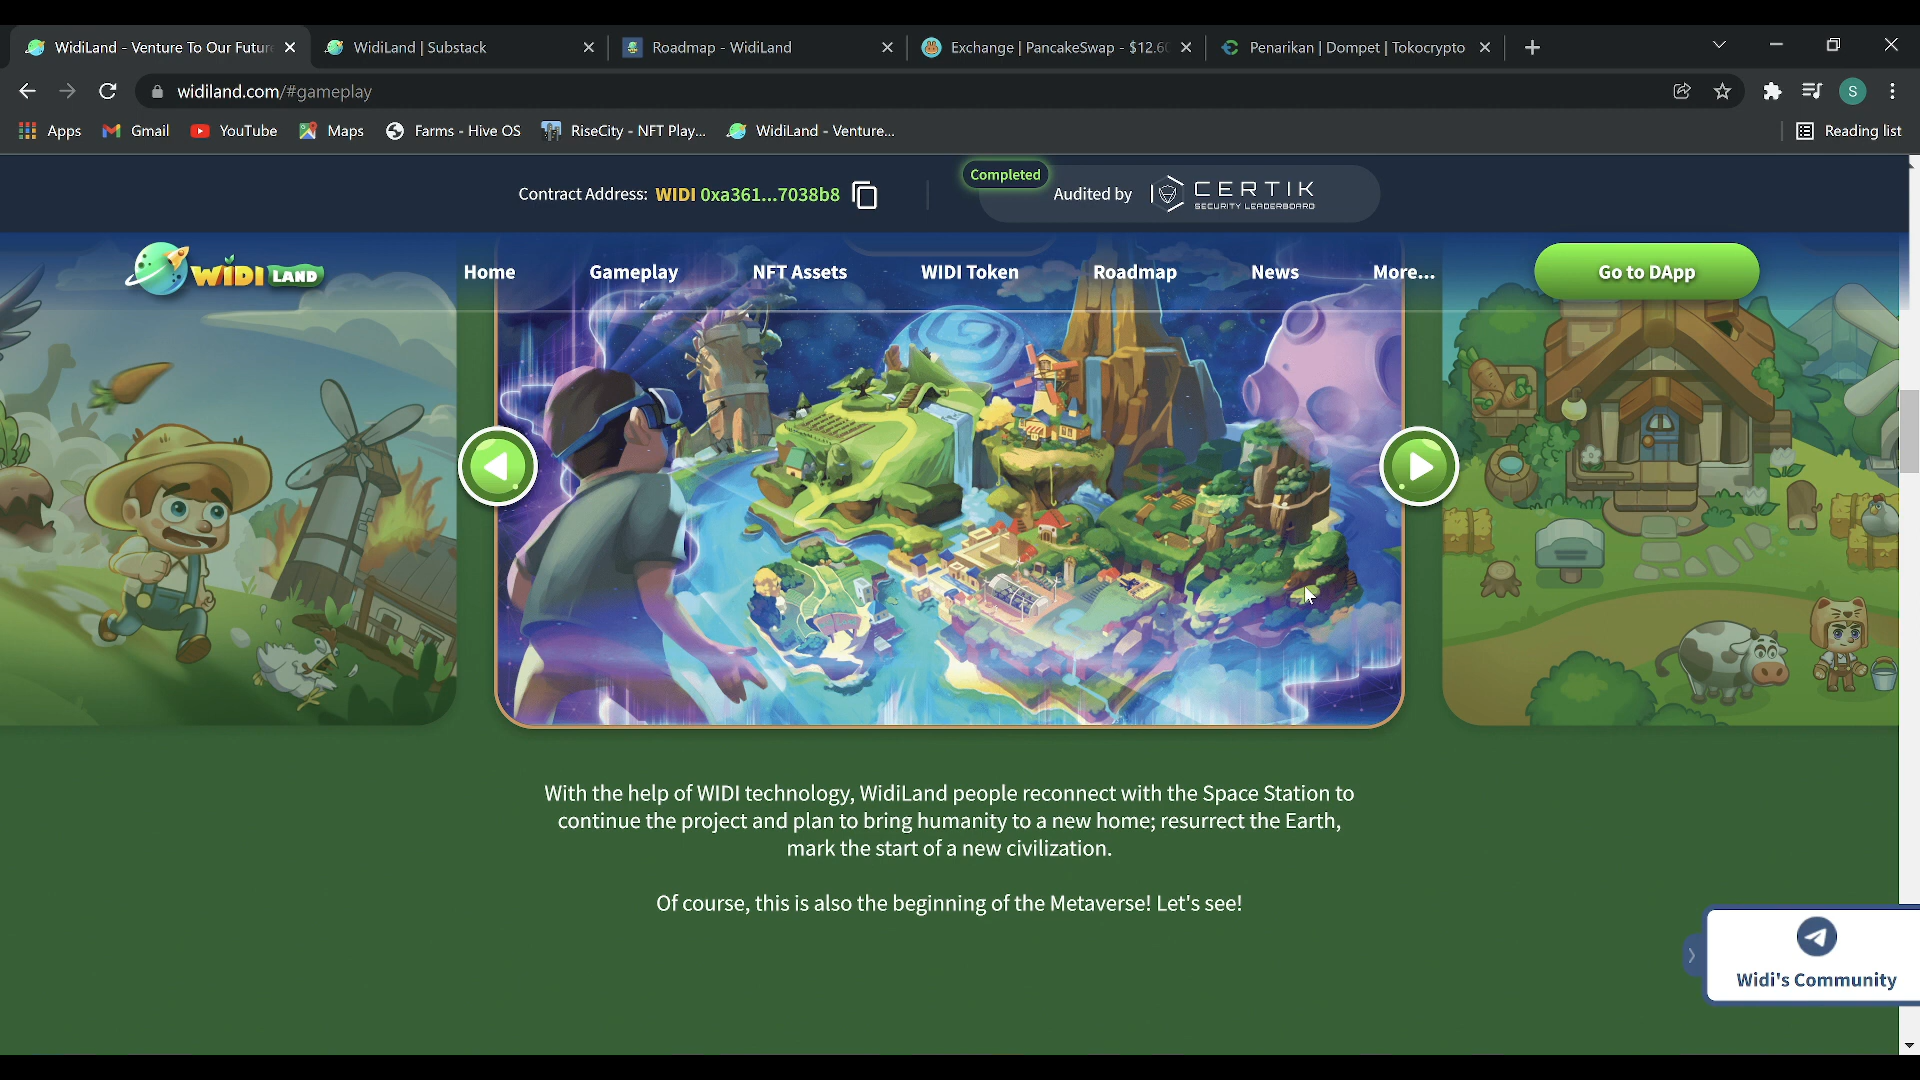 WidiLand - Venture To Our Futur
WidiLand | Substack
Roadmap - WidiLand
Exchange | PancakeSwap - $12.60
Penarikan | Dompet | Tokocrypto
widiland.com/#gameplay
S
Apps
Gmail
YouTube
Maps
Farms - Hive OS
RiseCity - NFT Play...
WidiLand - Venture...
Reading list
Contract Address: WIDI 0xa361...7038b8
Completed
Audited by
CERTIK
SECURITY LEADERBOARD
WIDI LAND
Home
Gameplay
NFT Assets
WIDI Token
Roadmap
News
More...
Go to DApp
With the help of WIDI technology, WidiLand people reconnect with the Space Station to
continue the project and plan to bring humanity to a new home; resurrect the Earth,
mark the start of a new civilization.
Of course, this is also the beginning of the Metaverse! Let's see!
Widi's Community